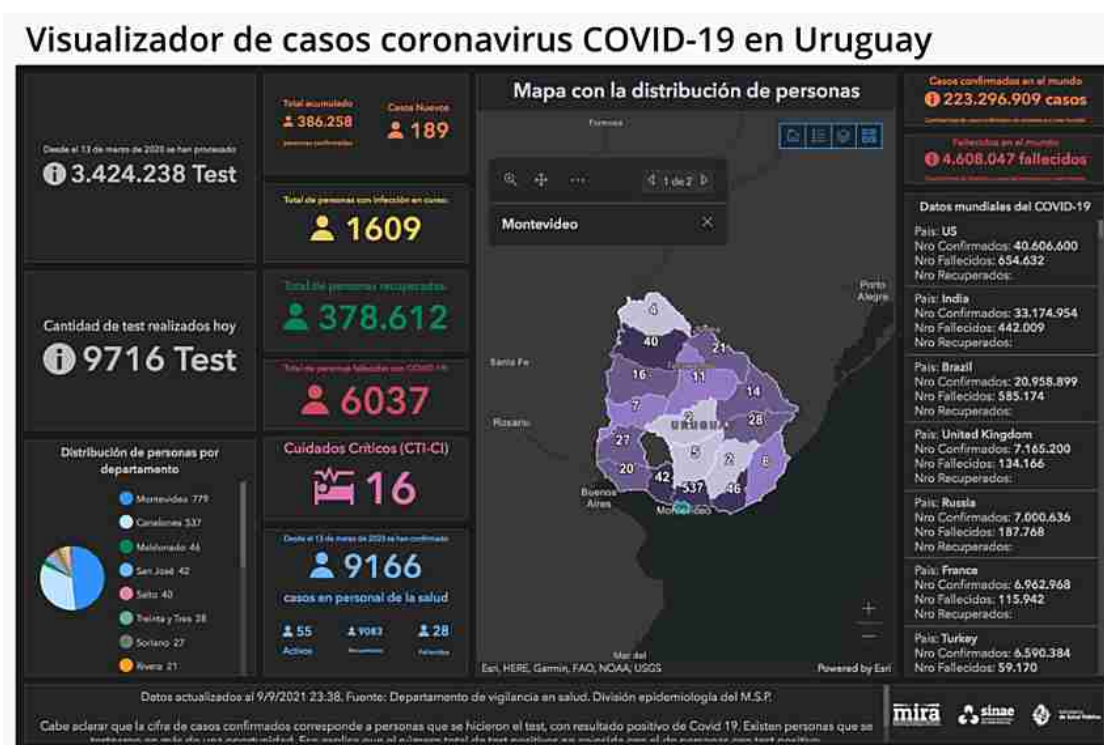 Visualizador de casos coronavirus COVID-19 en Uruguay
Desde el 13 de marzo de 2020 se han procesado
3.424.238 Test
Cantidad de test realizados hoy
9716 Test
Distribución de personas por
departamento
Montevideo 779
Canelones 537
Maldonado 46
San José 42
Salto 40
Treinta y Tres 28
Soriano 27
Rivera 21
Total acumulado
386.258
personas confirmadas
Casos Nuevos
189
Total de personas con infección en curso:
1609
Total de personas recuperadas:
378.612
Total de personas fallecidas con COVID-19:
6037
Cuidados Críticos (CTI-CI)
16
Desde el 13 de marzo de 2020 se han confirmado
9166
casos en personal de la salud
55
Activos
9083
Recuperados
28
Fallecidos
Mapa con la distribución de personas
Formosa
1 de 2
Montevideo
Porto
Alegre
Santa Fe
Rosario
Buenos
Aires
Montevideo
Mar del
URUGUAY
4
40
21
16
11
14
7
2
28
27
5
2
8
20
42
537
46
Esri, HERE, Garmin, FAO, NOAA, USGS
Powered by Esri
Casos confirmados en el mundo
223.296.909 casos
Fallecidos en el mundo
4.608.047 fallecidos
Datos mundiales del COVID-19
País: US
Nro Confirmados: 40.606.600
Nro Fallecidos: 654.632
Nro Recuperados:
País: India
Nro Confirmados: 33.174.954
Nro Fallecidos: 442.009
Nro Recuperados:
País: Brazil
Nro Confirmados: 20.958.899
Nro Fallecidos: 585.174
Nro Recuperados:
País: United Kingdom
Nro Confirmados: 7.165.200
Nro Fallecidos: 134.166
Nro Recuperados:
País: Russia
Nro Confirmados: 7.000.636
Nro Fallecidos: 187.768
Nro Recuperados:
País: France
Nro Confirmados: 6.962.968
Nro Fallecidos: 115.942
Nro Recuperados:
País: Turkey
Nro Confirmados: 6.590.384
Nro Fallecidos: 59.170
Datos actualizados al 9/9/2021 23.38. Fuente: Departamento de vigilancia en salud. División epidemiología del M.S.P.
Cabe aclarar que la cifra de casos confirmados corresponde a personas que se hicieron el test, con resultado positivo de Covid 19. Existen personas que se
mira
sinae